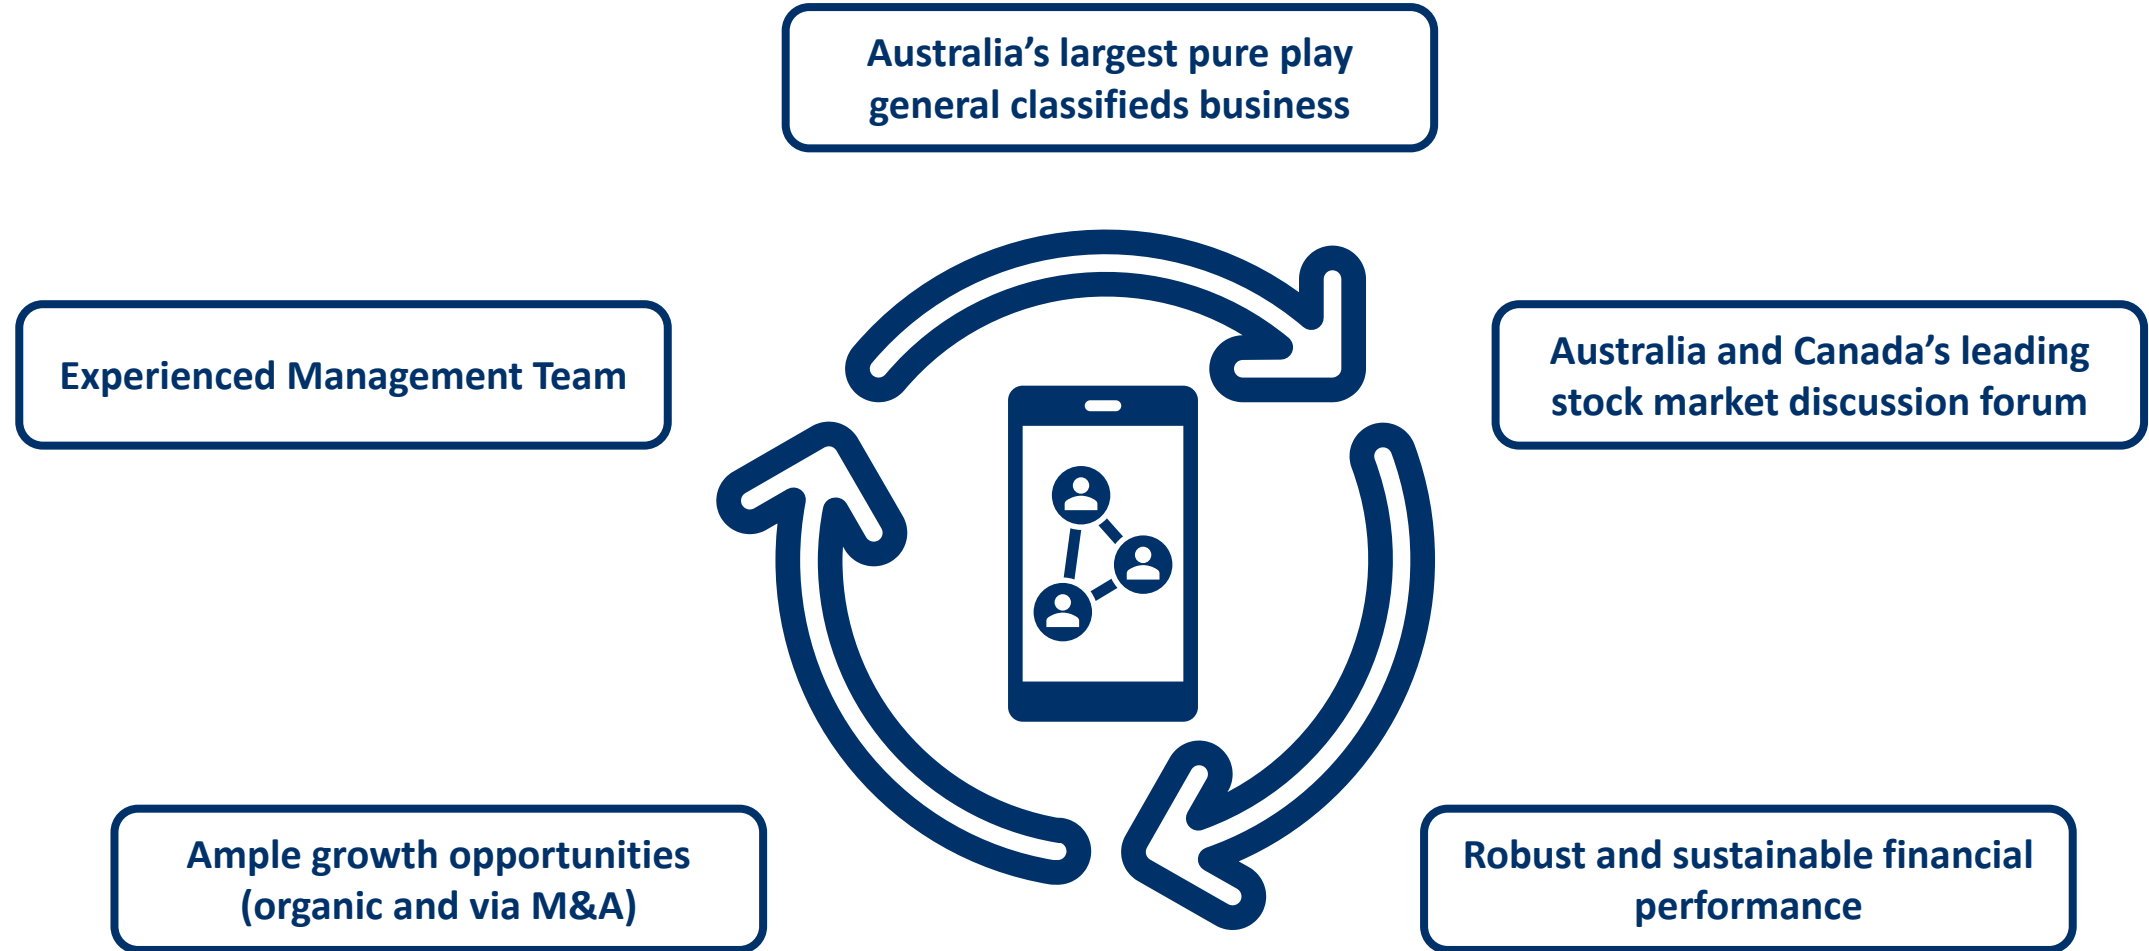 Australia’s largest pure play
general classifieds business
Experienced Management Team
Australia and Canada’s leading
stock market discussion forum
Ample growth opportunities
(organic and via M&A)
Robust and sustainable financial
performance